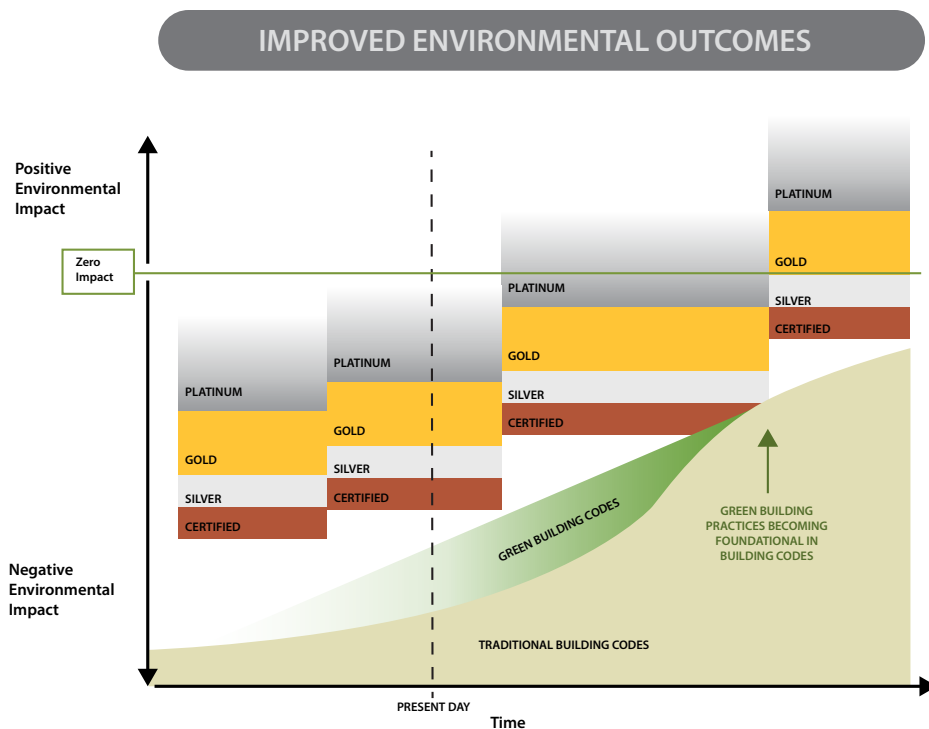 IMPROVED ENVIRONMENTAL OUTCOMES
Positive
Environmental
Impact
Zero
Impact
Negative
Environmental
Impact
PLATINUM
GOLD
SILVER
CERTIFIED
PLATINUM
GOLD
SILVER
CERTIFIED
PLATINUM
GOLD
SILVER
CERTIFIED
PLATINUM
GOLD
SILVER
CERTIFIED
GREEN BUILDING CODES
GREEN BUILDING
PRACTICES BECOMING
FOUNDATIONAL IN
BUILDING CODES
TRADITIONAL BUILDING CODES
PRESENT DAY
Time